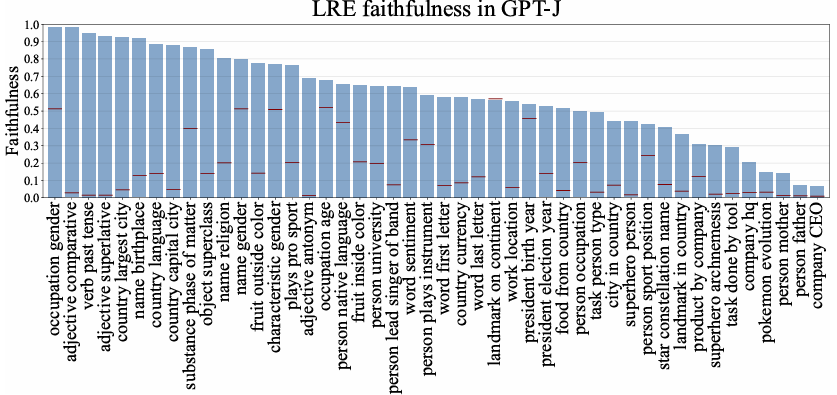 LRE faithfulness in GPT-J
Faithfulness
1.0
0.9
0.8
0.7
0.6
0.5
0.4
0.3
0.2
0.1
0.0
occupation gender
adjective comparative
verb past tense
adjective superlative
country largest city
name birthplace
country language
country capital city
substance phase of matter
object superclass
name religion
name gender
fruit outside color
characteristic gender
plays pro sport
adjective antonym
occupation age
person native language
fruit inside color
person university
person lead singer of band
word sentiment
person plays instrument
word first letter
country currency
word last letter
landmark on continent
work location
president birth year
president election year
food from country
person occupation
task person type
city in country
superhero person
person sport position
star constellation name
landmark in country
product by company
superhero archnemesis
task done by tool
company hq
pokemon evolution
person mother
person father
company CEO